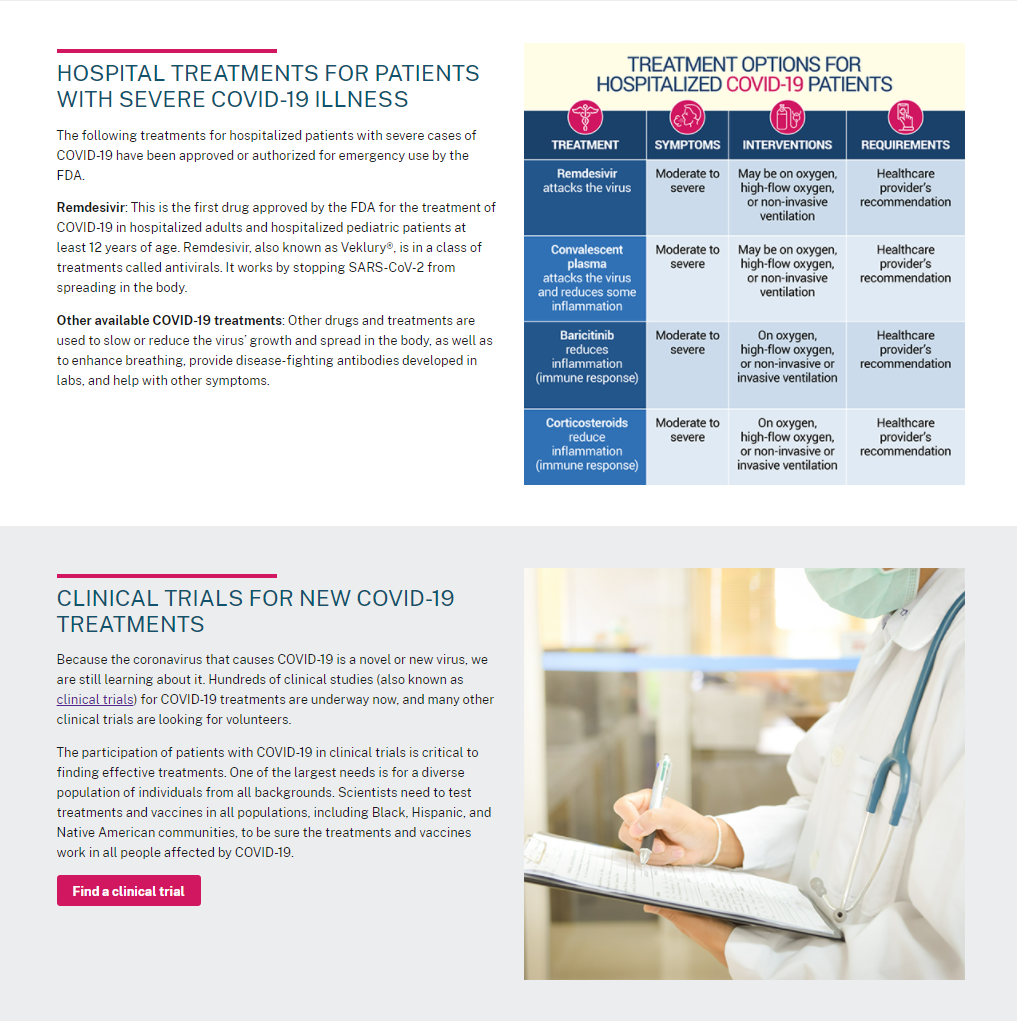 HOSPITAL TREATMENTS FOR PATIENTS
WITH SEVERE COVID-19 ILLNESS
The following treatments for hospitalized patients with severe cases of
COVID-19 have been approved or authorized for emergency use by the
FDA.
Remdesivir: This is the first drug approved by the FDA for the treatment of
COVID-19 in hospitalized adults and hospitalized pediatric patients at
least 12 years of age. Remdesivir, also known as Veklury®, is in a class of
treatments called antivirals. It works by stopping SARS-CoV-2 from
spreading in the body.
Other available COVID-19 treatments: Other drugs and treatments are
used to slow or reduce the virus’ growth and spread in the body, as well as
to enhance breathing, provide disease-fighting antibodies developed in
labs, and help with other symptoms.
TREATMENT OPTIONS FOR
HOSPITALIZED COVID-19 PATIENTS
TREATMENT SYMPTOMS INTERVENTIONS REQUIREMENTS
Remdesivir
attacks the virus
Moderate to
severe
May be on oxygen,
high-flow oxygen,
or non-invasive
ventilation
Healthcare
provider’s
recommendation
Convalescent
plasma
attacks the virus
and reduces some
inflammation
Moderate to
severe
May be on oxygen,
high-flow oxygen,
or non-invasive
ventilation
Healthcare
provider’s
recommendation
Baricitinib
reduces
inflammation
(immune response)
Moderate to
severe
On oxygen,
high-flow oxygen,
or non-invasive or
invasive ventilation
Healthcare
provider’s
recommendation
Corticosteroids
reduce
inflammation
(immune response)
Moderate to
severe
On oxygen,
high-flow oxygen,
or non-invasive or
invasive ventilation
Healthcare
provider’s
recommendation
CLINICAL TRIALS FOR NEW COVID-19
TREATMENTS
Because the coronavirus that causes COVID-19 is a novel or new virus, we
are still learning about it. Hundreds of clinical studies (also known as
clinical trials) for COVID-19 treatments are underway now, and many other
clinical trials are looking for volunteers.
The participation of patients with COVID-19 in clinical trials is critical to
finding effective treatments. One of the largest needs is for a diverse
population of individuals from all backgrounds. Scientists need to test
treatments and vaccines in all populations, including Black, Hispanic, and
Native American communities, to be sure the treatments and vaccines
work in all people affected by COVID-19.
Find a clinical trial